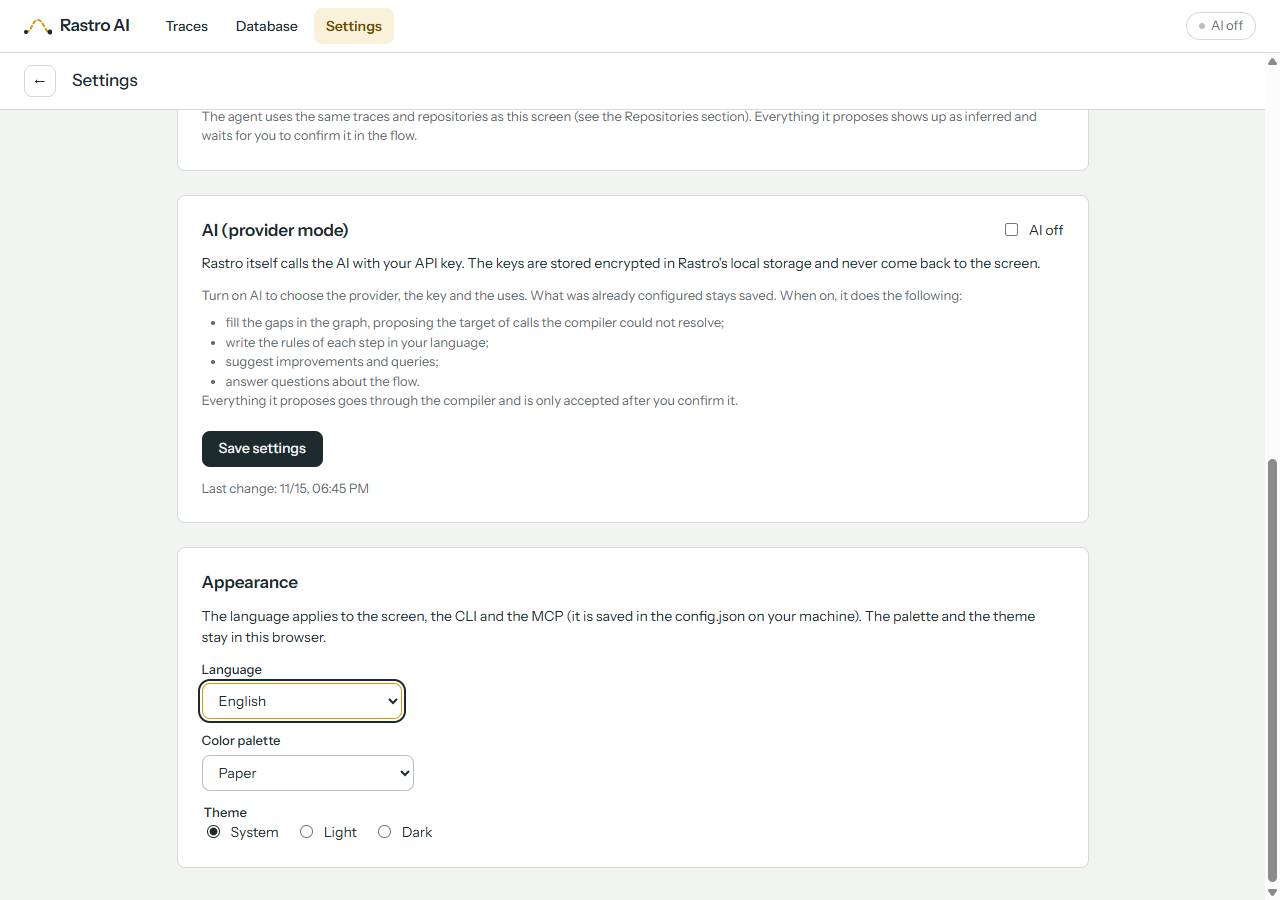 Rastro AI
Traces
Database
Settings
AI off
←
Settings
The agent uses the same traces and repositories as this screen (see the Repositories section). Everything it proposes shows up as inferred and
waits for you to confirm it in the flow.
AI (provider mode)
AI off
Rastro itself calls the AI with your API key. The keys are stored encrypted in Rastro's local storage and never come back to the screen.
Turn on AI to choose the provider, the key and the uses. What was already configured stays saved. When on, it does the following:
• fill the gaps in the graph, proposing the target of calls the compiler could not resolve;
• write the rules of each step in your language;
• suggest improvements and queries;
• answer questions about the flow.
Everything it proposes goes through the compiler and is only accepted after you confirm it.
Save settings
Last change: 11/15, 06:45 PM
Appearance
The language applies to the screen, the CLI and the MCP (it is saved in the config.json on your machine). The palette and the theme
stay in this browser.
Language
English
Color palette
Paper
Theme
System
Light
Dark